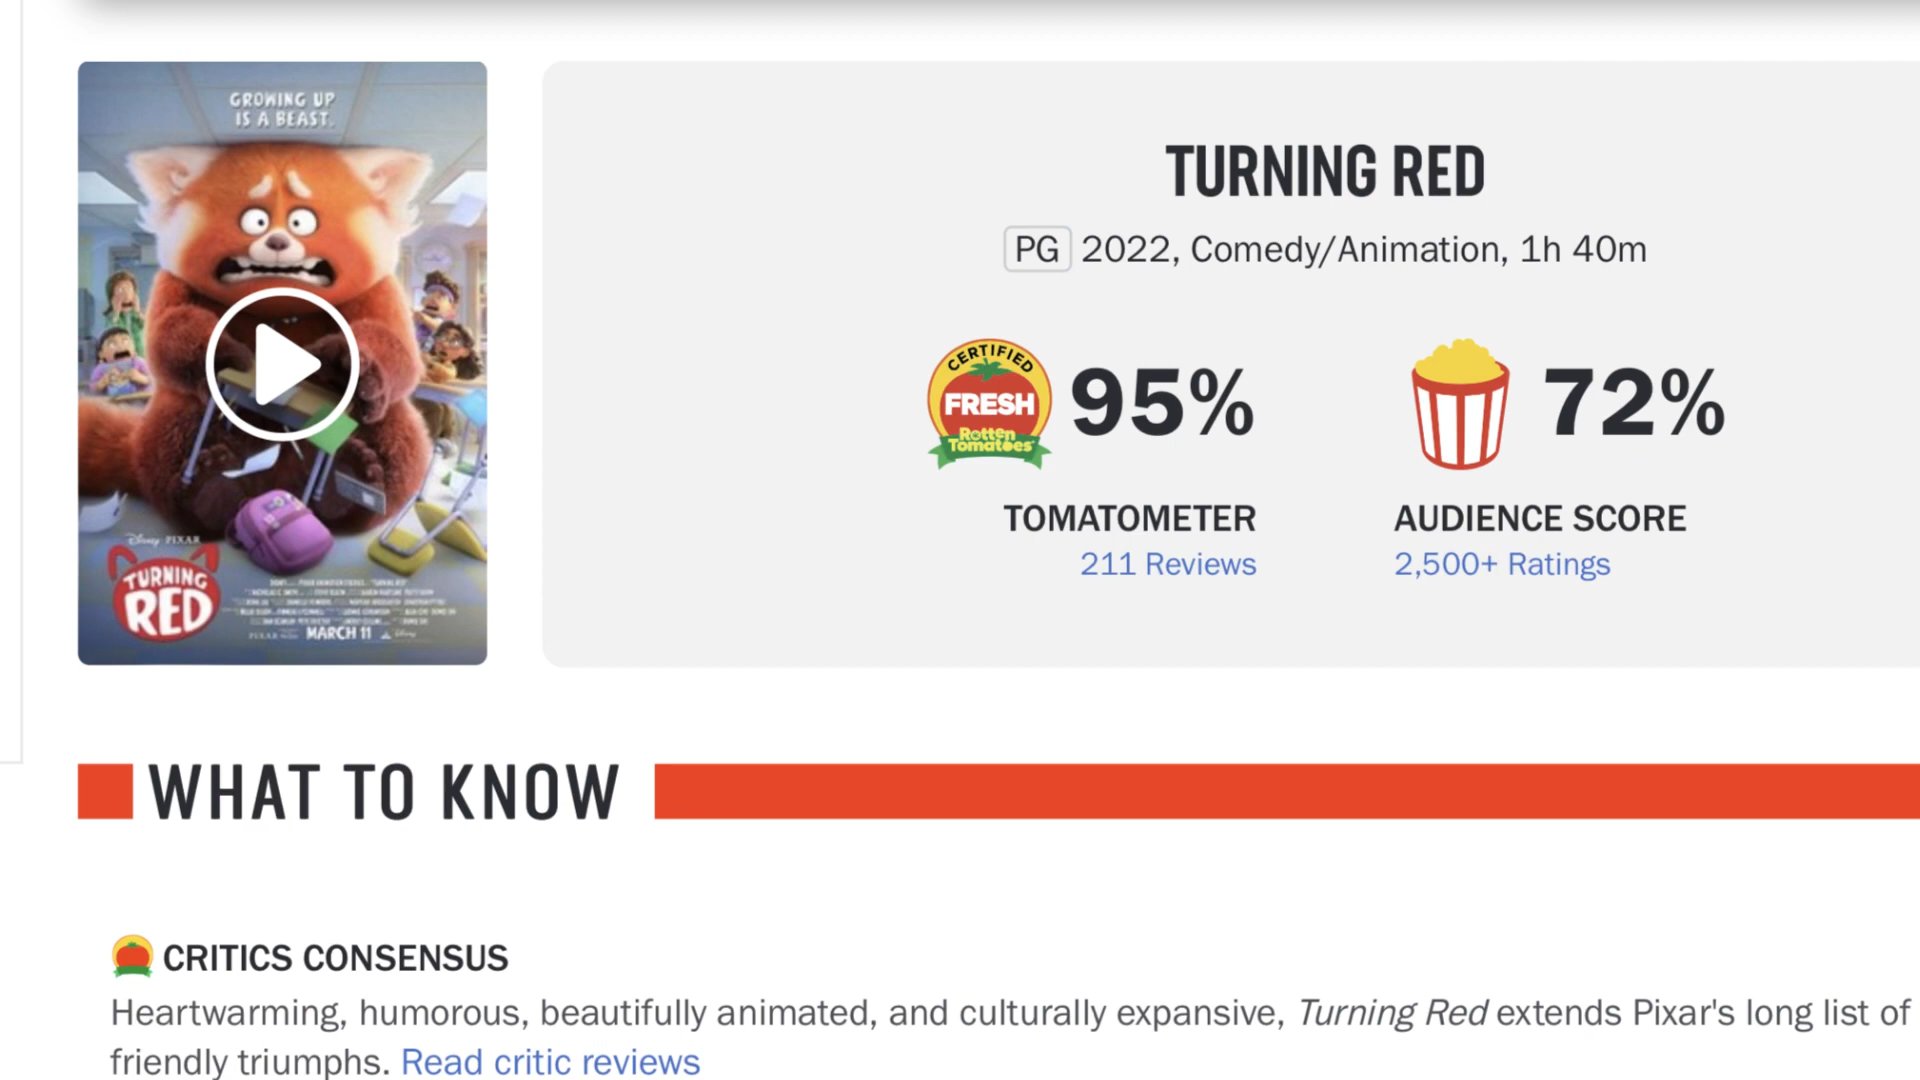 GROWING UP
IS A BEAST.
Disney PIXAR
TURNING
RED
MARCH 11
TURNING RED
PG 2022, Comedy/Animation, 1h 40m
CERTIFIED
FRESH
Rotten
Tomatoes
95%
72%
TOMATOMETER
AUDIENCE SCORE
211 Reviews
2,500+ Ratings
WHAT TO KNOW
CRITICS CONSENSUS
Heartwarming, humorous, beautifully animated, and culturally expansive, Turning Red extends Pixar's long list of
friendly triumphs. Read critic reviews